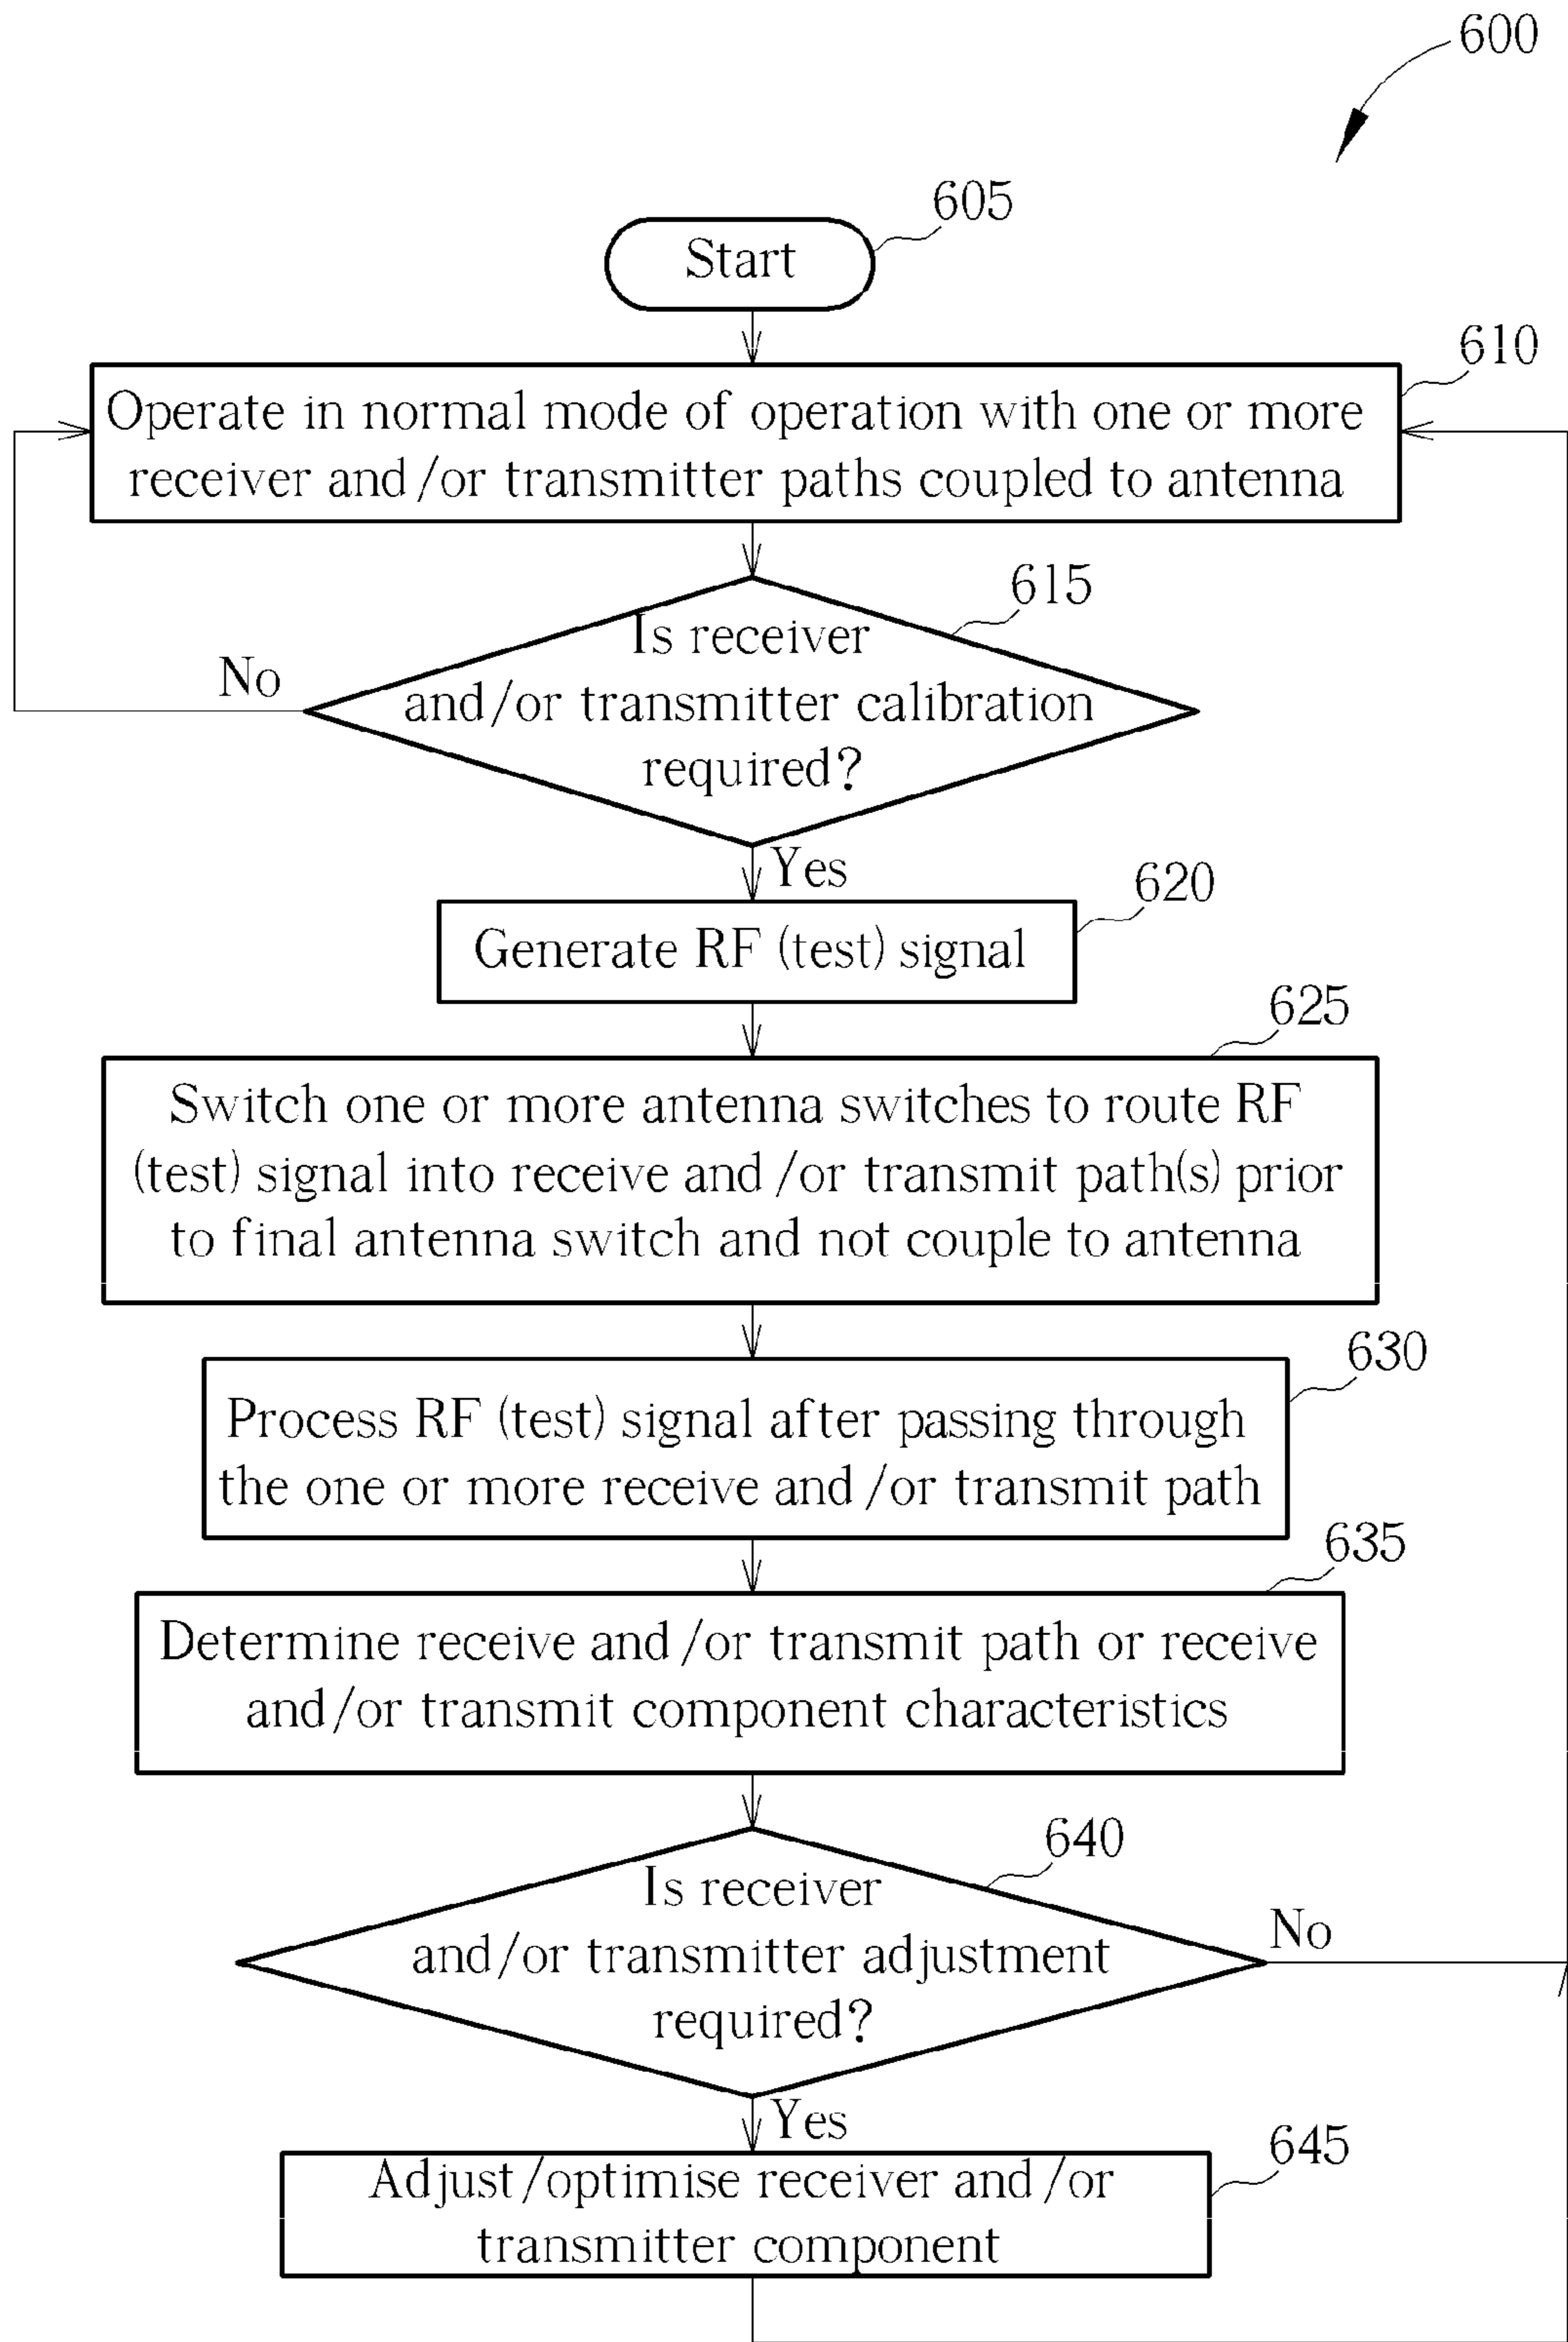 600
605
Start
610
Operate in normal mode of operation with one or more
receiver and/or transmitter paths coupled to antenna
615
Is receiver
and/or transmitter calibration
required?
No
Yes
620
Generate RF (test) signal
625
Switch one or more antenna switches to route RF
(test) signal into receive and/or transmit path(s) prior
to final antenna switch and not couple to antenna
630
Process RF (test) signal after passing through
the one or more receive and/or transmit path
635
Determine receive and/or transmit path or receive
and/or transmit component characteristics
640
Is receiver
and/or transmitter adjustment
required?
No
Yes
645
Adjust/optimise receiver and/or
transmitter component